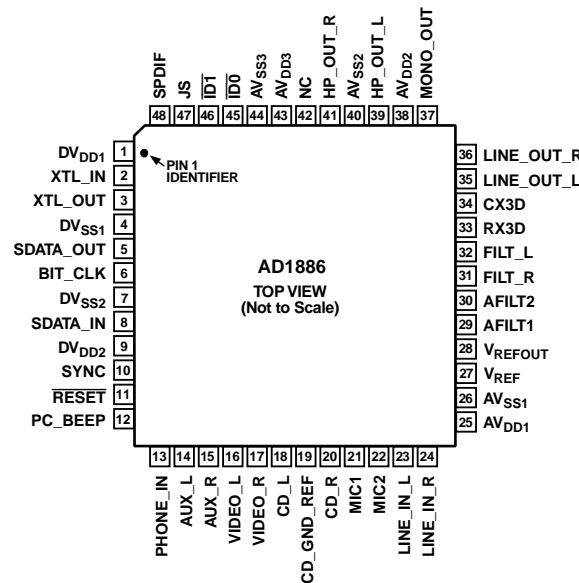 SPDIF
JS
ID1
ID0
AVSS3
AVDD3
NC
HP_OUT_R
AVSS2
HP_OUT_L
AVDD2
MONO_OUT
48 47 46 45 44 43 42 41 40 39 38 37
DVDD1 1
XTL_IN 2
XTL_OUT 3
DVSS1 4
SDATA_OUT 5
BIT_CLK 6
DVSS2 7
SDATA_IN 8
DVDD2 9
SYNC 10
RESET 11
PC_BEEP 12
PIN 1
IDENTIFIER
AD1886
TOP VIEW
(Not to Scale)
36 LINE_OUT_R
35 LINE_OUT_L
34 CX3D
33 RX3D
32 FILT_L
31 FILT_R
30 AFILT2
29 AFILT1
28 VREFOUT
27 VREF
26 AVSS1
25 AVDD1
13 14 15 16 17 18 19 20 21 22 23 24
PHONE_IN
AUX_L
AUX_R
VIDEO_L
VIDEO_R
CD_L
CD_GND_REF
CD_R
MIC1
MIC2
LINE_IN_L
LINE_IN_R